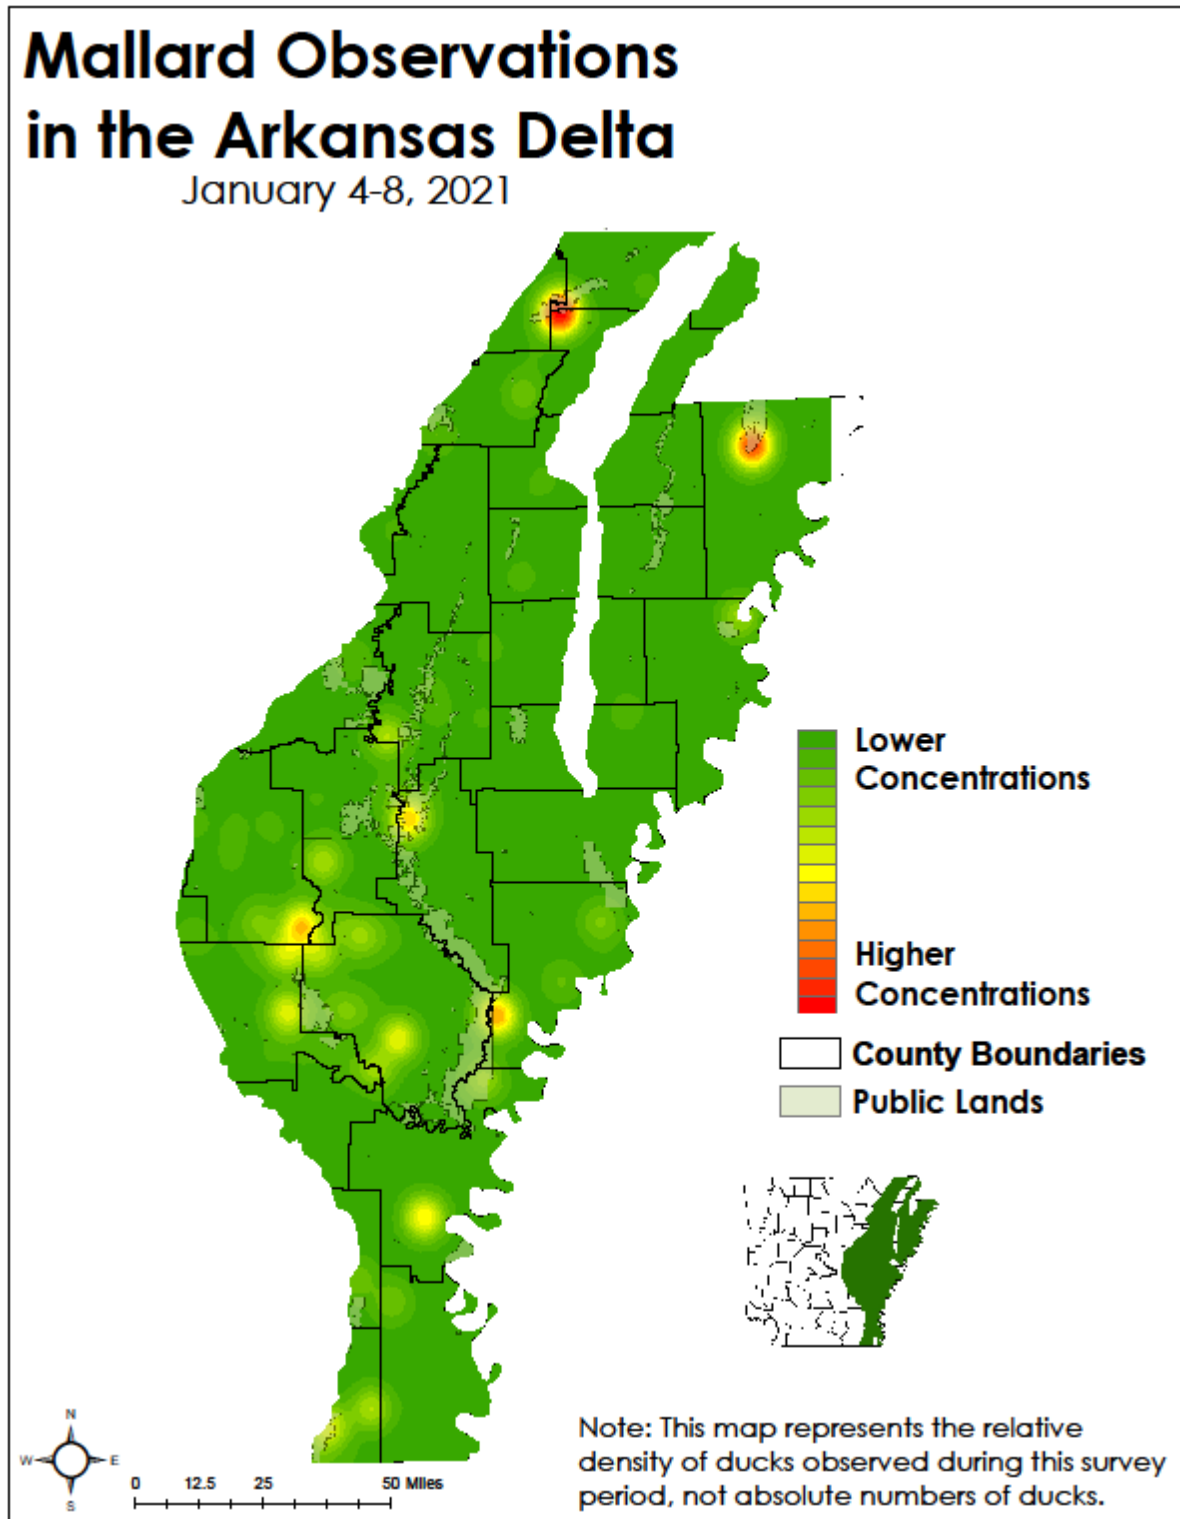 Mallard Observations
in the Arkansas Delta
January 4-8, 2021
Lower
Concentrations
Higher
Concentrations
County Boundaries
Public Lands
N
W
E
S
0 12.5 25 50 Miles
Note: This map represents the relative
density of ducks observed during this survey
period, not absolute numbers of ducks.